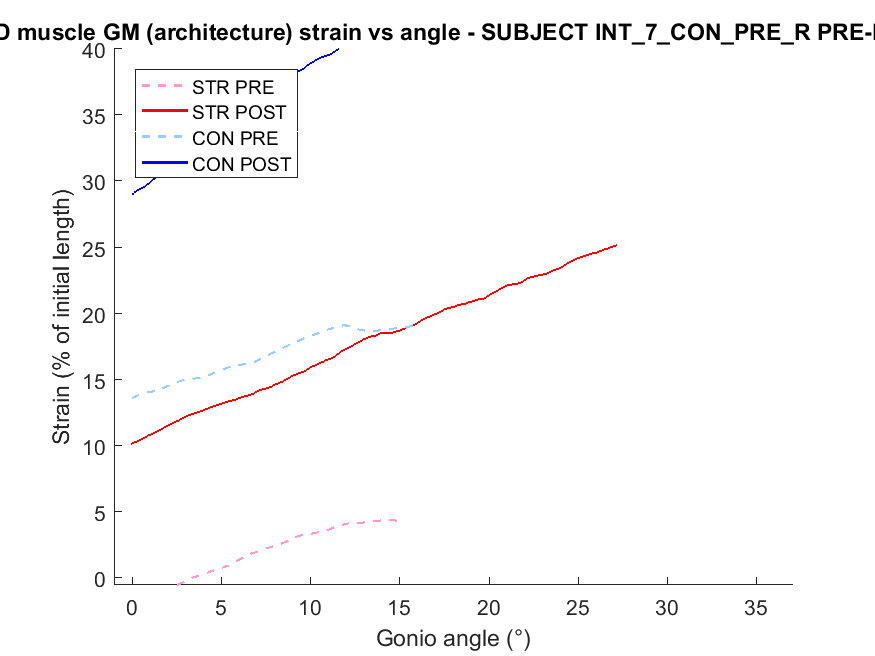 D muscle GM (architecture) strain vs angle - SUBJECT INT_7_CON_PRE_R PRE-
40
35
30
25
20
15
10
5
0
Strain (% of initial length)
STR PRE
STR POST
CON PRE
CON POST
0 5 10 15 20 25 30 35
Gonio angle (°)